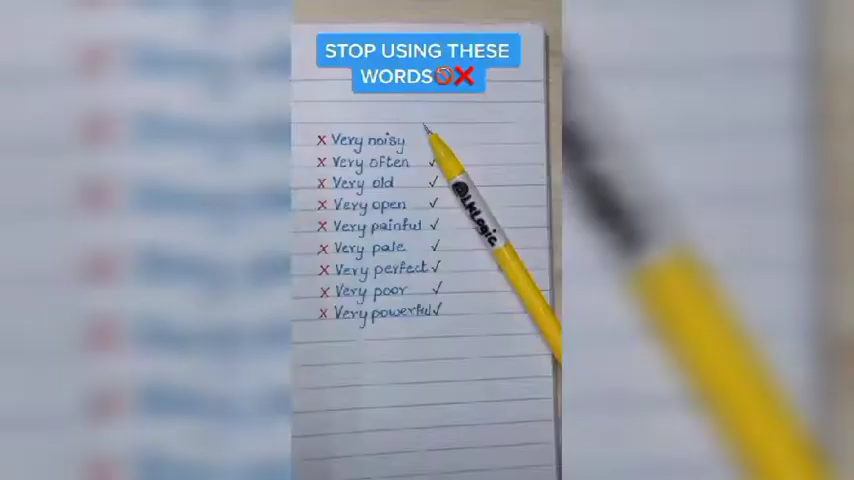 STOP USING THESE
WORDS🚫❌
x Very noisy
x Very often ✓
x Very old ✓
x Very open ✓
x Very painful ✓
x Very pale ✓
x Very perfect ✓
x Very poor ✓
x Very powerful ✓
@LkLogic